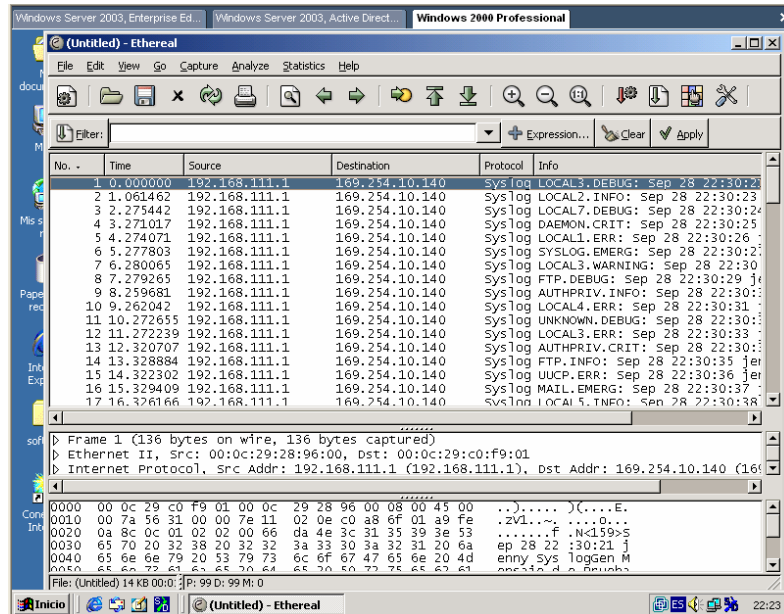 Windows Server 2003, Enterprise Ed...
Windows Server 2003, Active Direct...
Windows 2000 Professional
(Untitled) - Ethereal
File Edit View Go Capture Analyze Statistics Help
Filter: Expression... Clear Apply
No. - Time Source Destination Protocol Info
1 0.000000 192.168.111.1 169.254.10.140 Syslog LOCAL3.DEBUG: Sep 28 22:30:2
2 1.061462 192.168.111.1 169.254.10.140 Syslog LOCAL2.INFO: Sep 28 22:30:23
3 2.275442 192.168.111.1 169.254.10.140 Syslog LOCAL7.DEBUG: Sep 28 22:30:24
4 3.271017 192.168.111.1 169.254.10.140 Syslog DAEMON.CRIT: Sep 28 22:30:25
5 4.274071 192.168.111.1 169.254.10.140 Syslog LOCAL1.ERR: Sep 28 22:30:26
6 5.277803 192.168.111.1 169.254.10.140 Syslog SYSLOG.EMERG: Sep 28 22:30:2
7 6.280065 192.168.111.1 169.254.10.140 Syslog LOCAL3.WARNING: Sep 28 22:30
8 7.279265 192.168.111.1 169.254.10.140 Syslog FTP.DEBUG: Sep 28 22:30:29 je
9 8.259681 192.168.111.1 169.254.10.140 Syslog AUTHPRIV.INFO: Sep 28 22:30:
10 9.262042 192.168.111.1 169.254.10.140 Syslog LOCAL4.ERR: Sep 28 22:30:31
11 10.272655 192.168.111.1 169.254.10.140 Syslog UNKNOWN.DEBUG: Sep 28 22:30:
12 11.272239 192.168.111.1 169.254.10.140 Syslog LOCAL3.ERR: Sep 28 22:30:33
13 12.320707 192.168.111.1 169.254.10.140 Syslog AUTHPRIV.CRIT: Sep 28 22:30:
14 13.328884 192.168.111.1 169.254.10.140 Syslog FTP.INFO: Sep 28 22:30:35 jer
15 14.322302 192.168.111.1 169.254.10.140 Syslog UUCP.ERR: Sep 28 22:30:36 jer
16 15.329409 192.168.111.1 169.254.10.140 Syslog MAIL.EMERG: Sep 28 22:30:37
17 16.326166 192.168.111.1 169.254.10.140 Syslog LOCAL5.INFO: Sep 28 22:30:38
Frame 1 (136 bytes on wire, 136 bytes captured)
Ethernet II, Src: 00:0c:29:28:96:00, Dst: 00:0c:29:c0:f9:01
Internet Protocol, Src Addr: 192.168.111.1 (192.168.111.1), Dst Addr: 169.254.10.140 (169
0000 00 0c 29 c0 f9 01 00 0c 29 28 96 00 08 00 45 00 ..)..... )(....E.
0010 00 7a 56 31 00 00 7e 11 02 0e c0 a8 6f 01 a9 fe .zV1..~. ....o...
0020 0a 8c 0c 01 02 02 00 66 da 4e 3c 31 35 39 3e 53 .......f .N<159>S
0030 65 70 20 32 38 20 32 32 3a 33 30 3a 32 31 20 6a ep 28 22 :30:21 j
0040 65 6e 6e 79 20 53 79 73 6c 6f 67 47 65 6e 20 4d enny Sys logGen M
File: (Untitled) 14 KB 00:0 P: 99 D: 99 M: 0
Inicio (Untitled) - Ethereal ES 22:23